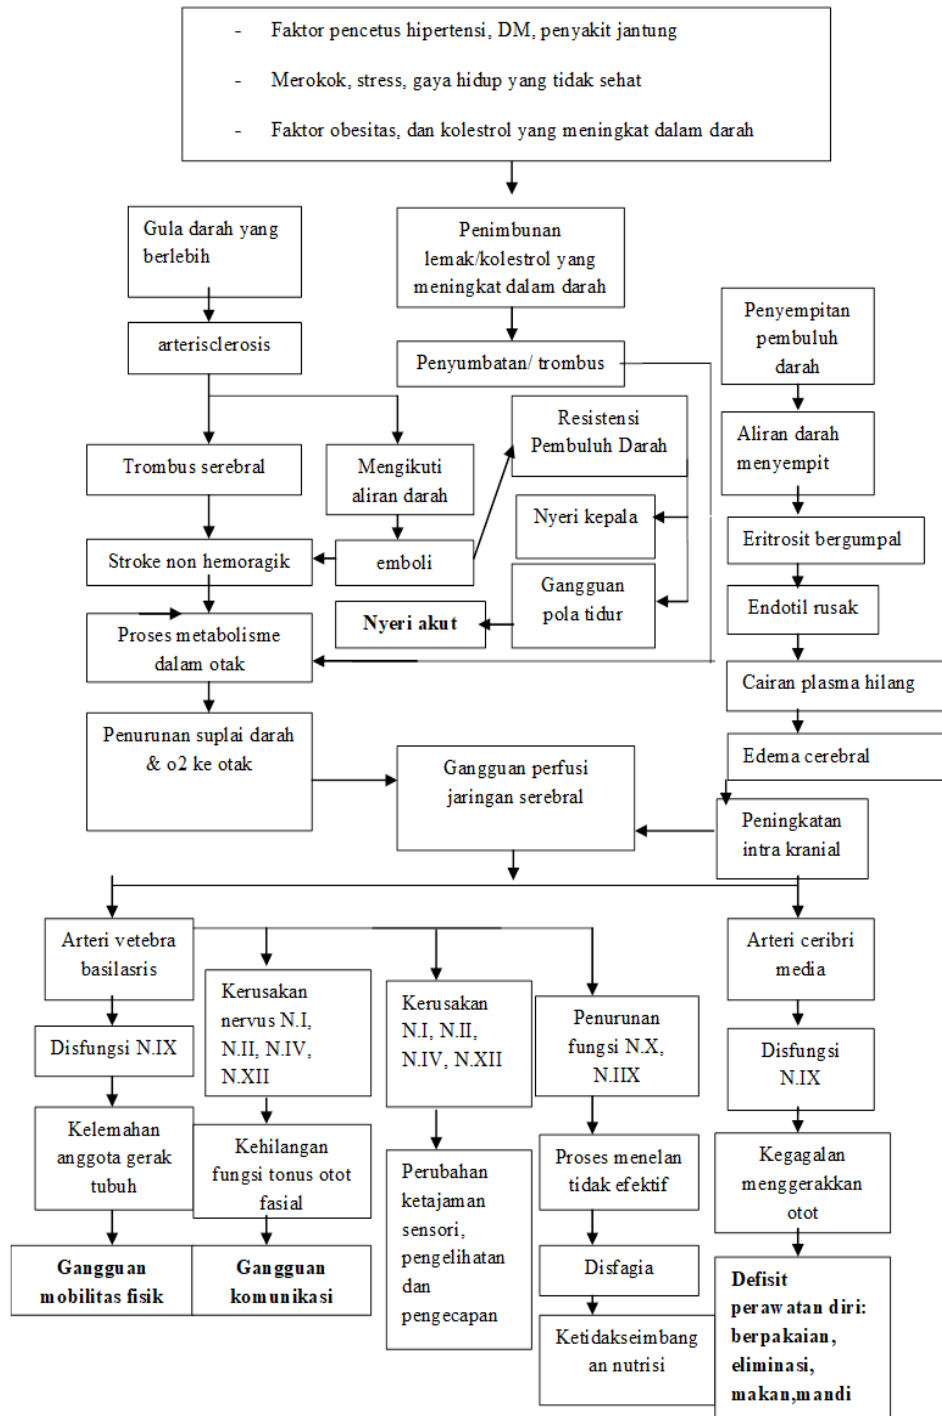 - Faktor pencetus hipertensi, DM, penyakit jantung
- Merokok, stress, gaya hidup yang tidak sehat
- Faktor obesitas, dan kolestrol yang meningkat dalam darah
Gula darah yang
berlebih
Penimbunan
lemak/kolestrol yang
meningkat dalam darah
Penyempitan
pembuluh
darah
arterisclerosis
Penyumbatan/ trombus
Resistensi
Pembuluh Darah
Aliran darah
menyempit
Trombus serebral
Mengikuti
aliran darah
Nyeri kepala
Eritrosit bergumpal
Stroke non hemoragik
emboli
Gangguan
pola tidur
Endotil rusak
Nyeri akut
Proses metabolisme
dalam otak
Cairan plasma hilang
Penurunan suplai darah
& o2 ke otak
Gangguan perfusi
jaringan serebral
Edema cerebral
Peningkatan
intra kranial
Arteri vetebra
basilasris
Arteri ceribri
media
Kerusakan
nervus N.I,
N.II, N.IV,
N.XII
Kerusakan
N.I, N.II,
N.IV, N.XII
Penurunan
fungsi N.X,
N.IIX
Disfungsi N.IX
Disfungsi
N.IX
Kelemahan
anggota gerak
tubuh
Kehilangan
fungsi tonus otot
fasial
Perubahan
ketajaman
sensori,
pengelihatan
dan
pengecapan
Proses menelan
tidak efektif
Kegagalan
menggerakkan
otot
Gangguan
mobilitas fisik
Gangguan
komunikasi
Disfagia
Defisit
perawatan diri:
berpakaian,
eliminasi,
makan,mandi
Ketidakseimbang
an nutrisi